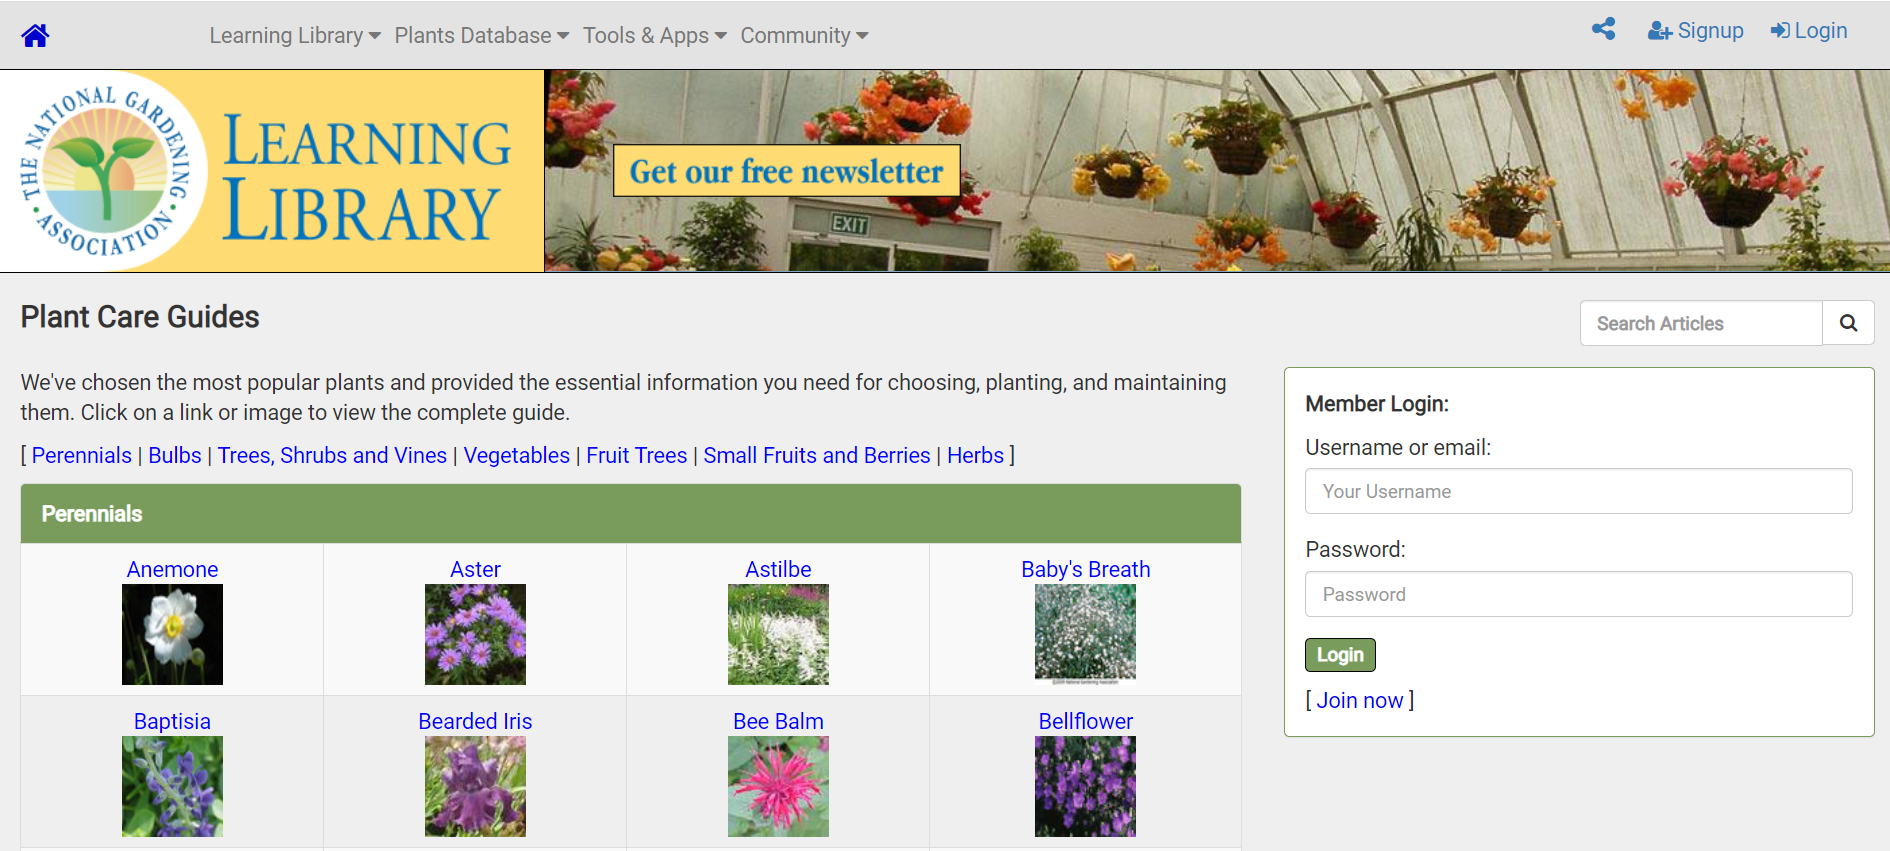 Learning Library Plants Database Tools & Apps Community Signup Login
THE NATIONAL GARDENING ASSOCIATION
LEARNING
LIBRARY
Get our free newsletter
EXIT
Plant Care Guides
Search Articles
We've chosen the most popular plants and provided the essential information you need for choosing, planting, and maintaining
them. Click on a link or image to view the complete guide.
[ Perennials | Bulbs | Trees, Shrubs and Vines | Vegetables | Fruit Trees | Small Fruits and Berries | Herbs ]
Perennials
Anemone Aster Astilbe Baby's Breath
Baptisia Bearded Iris Bee Balm Bellflower
Member Login:
Username or email:
Your Username
Password:
Password
Login
[ Join now ]